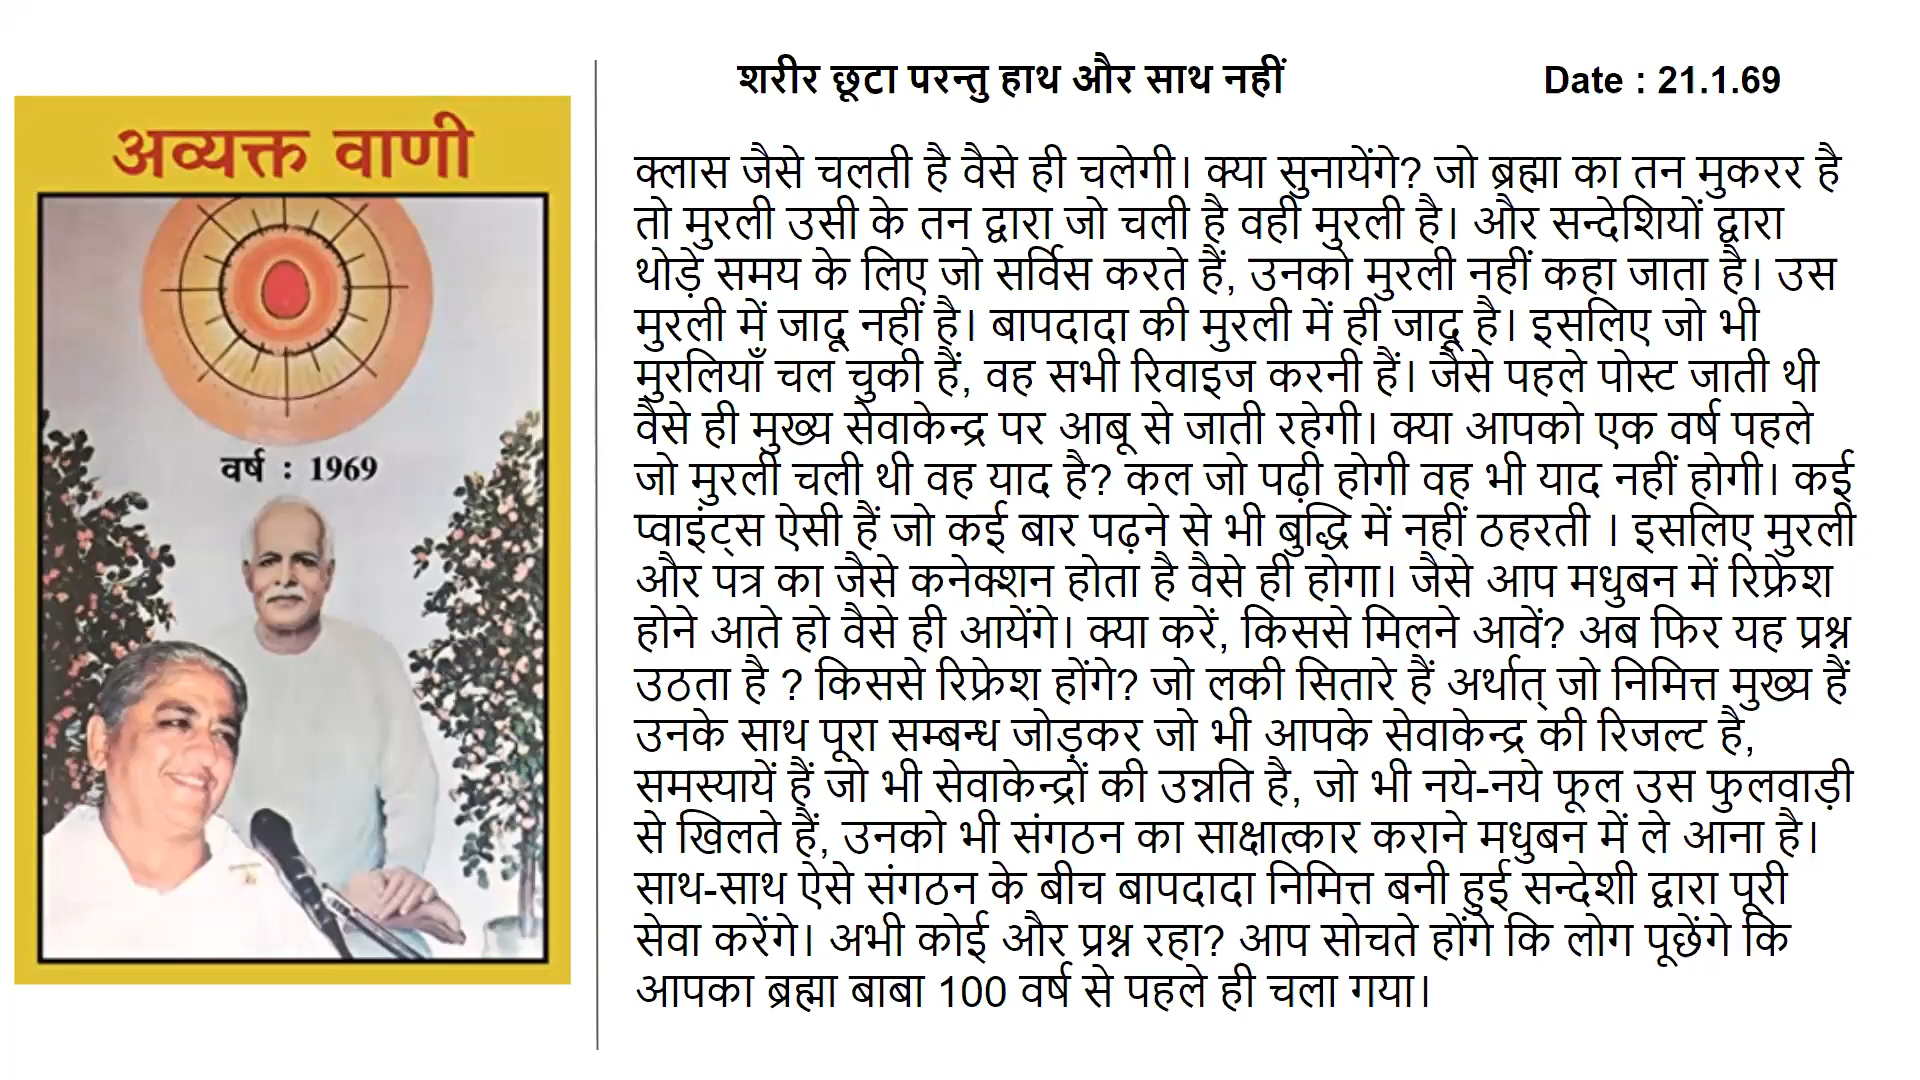 अव्यक्त वाणी
वर्ष : 1969
शरीर छूटा परन्तु हाथ और साथ नहीं
Date : 21.1.69
क्लास जैसे चलती है वैसे ही चलेगी। क्या सुनायेंगे? जो ब्रह्मा का तन मुकरर है
तो मुरली उसी के तन द्वारा जो चली है वही मुरली है। और सन्देशियों द्वारा
थोड़े समय के लिए जो सर्विस करते हैं, उनको मुरली नहीं कहा जाता है। उस
मुरली में जादू नहीं है। बापदादा की मुरली में ही जादू है। इसलिए जो भी
मुरलियाँ चल चुकी हैं, वह सभी रिवाइज करनी हैं। जैसे पहले पोस्ट जाती थी
वैसे ही मुख्य सेवाकेन्द्र पर आबू से जाती रहेगी। क्या आपको एक वर्ष पहले
जो मुरली चली थी वह याद है? कल जो पढ़ी होगी वह भी याद नहीं होगी। कई
प्वाइंट्स ऐसी हैं जो कई बार पढ़ने से भी बुद्धि में नहीं ठहरती । इसलिए मुरली
और पत्र का जैसे कनेक्शन होता है वैसे ही होगा। जैसे आप मधुबन में रिफ्रेश
होने आते हो वैसे ही आयेंगे। क्या करें, किससे मिलने आवें? अब फिर यह प्रश्न
उठता है ? किससे रिफ्रेश होंगे? जो लकी सितारे हैं अर्थात् जो निमित्त मुख्य हैं
उनके साथ पूरा सम्बन्ध जोड़कर जो भी आपके सेवाकेन्द्र की रिजल्ट है,
समस्यायें हैं जो भी सेवाकेन्द्रों की उन्नति है, जो भी नये-नये फूल उस फुलवाड़ी
से खिलते हैं, उनको भी संगठन का साक्षात्कार कराने मधुबन में ले आना है।
साथ-साथ ऐसे संगठन के बीच बापदादा निमित्त बनी हुई सन्देशी द्वारा पूरी
सेवा करेंगे। अभी कोई और प्रश्न रहा? आप सोचते होंगे कि लोग पूछेंगे कि
आपका ब्रह्मा बाबा 100 वर्ष से पहले ही चला गया।